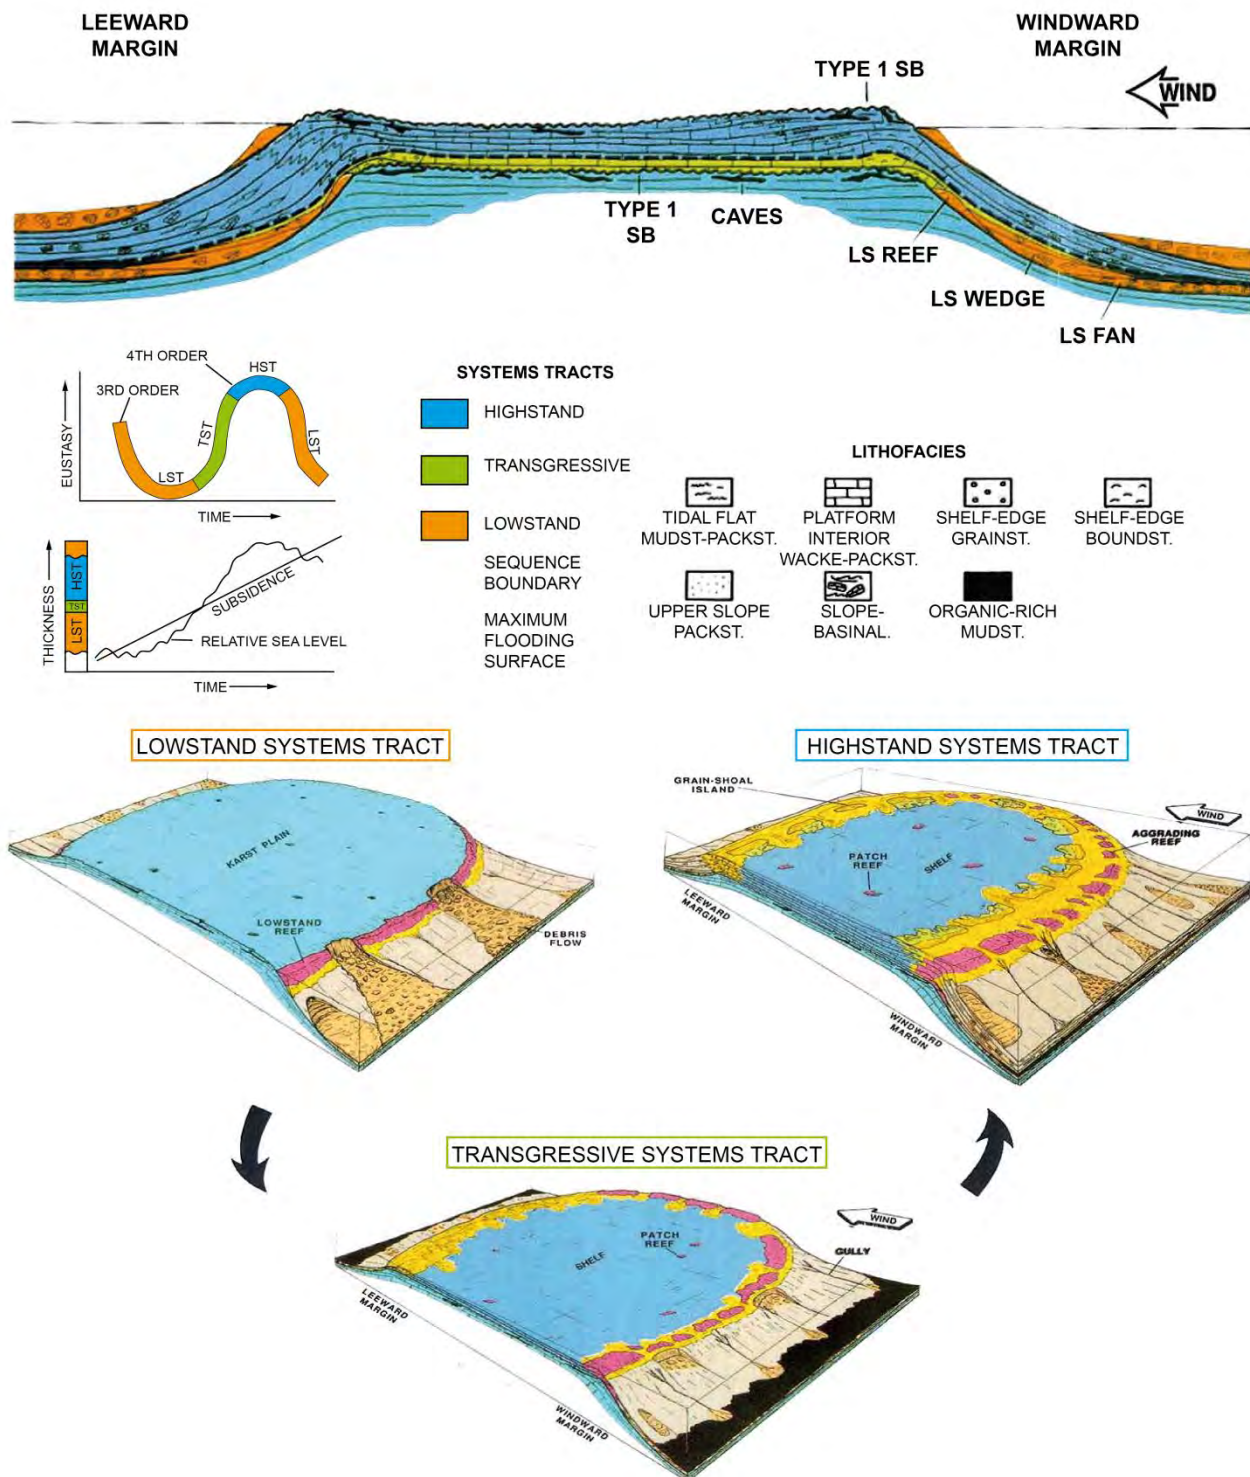 LEEWARD
MARGIN
WINDWARD
MARGIN
TYPE 1 SB
WIND
TYPE 1
SB
CAVES
LS REEF
LS WEDGE
LS FAN
4TH ORDER
HST
3RD ORDER
TST
LST
LST
EUSTASY
TIME
SYSTEMS TRACTS
HIGHSTAND
TRANSGRESSIVE
LOWSTAND
SEQUENCE
BOUNDARY
MAXIMUM
FLOODING
SURFACE
THICKNESS
HST
TST
LST
SUBSIDENCE
RELATIVE SEA LEVEL
TIME
LITHOFACIES
TIDAL FLAT
MUDST-PACKST.
PLATFORM
INTERIOR
WACKE-PACKST.
SHELF-EDGE
GRAINST.
SHELF-EDGE
BOUNDST.
UPPER SLOPE
PACKST.
SLOPE-
BASINAL.
ORGANIC-RICH
MUDST.
LOWSTAND SYSTEMS TRACT
KARST PLAIN
LOWSTAND
REEF
DEBRIS
FLOW
HIGHSTAND SYSTEMS TRACT
GRAIN-SHOAL
ISLAND
WIND
AGGRADING
REEF
PATCH
REEF
SHELF
LEEWARD
MARGIN
WINDWARD
MARGIN
TRANSGRESSIVE SYSTEMS TRACT
WIND
GULLY
PATCH
REEF
SHELF
LEEWARD
MARGIN
WINDWARD
MARGIN